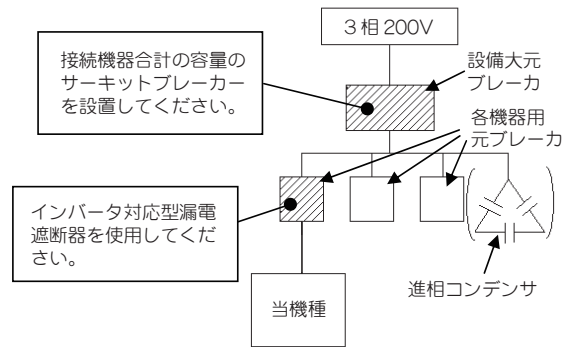 3相200V
接続機器合計の容量の
サーキットブレーカー
を設置してください。
設備大元
ブレーカ
各機器用
元ブレーカ
インバータ対応型漏電
遮断器を使用してくだ
さい。
進相コンデンサ
当機種